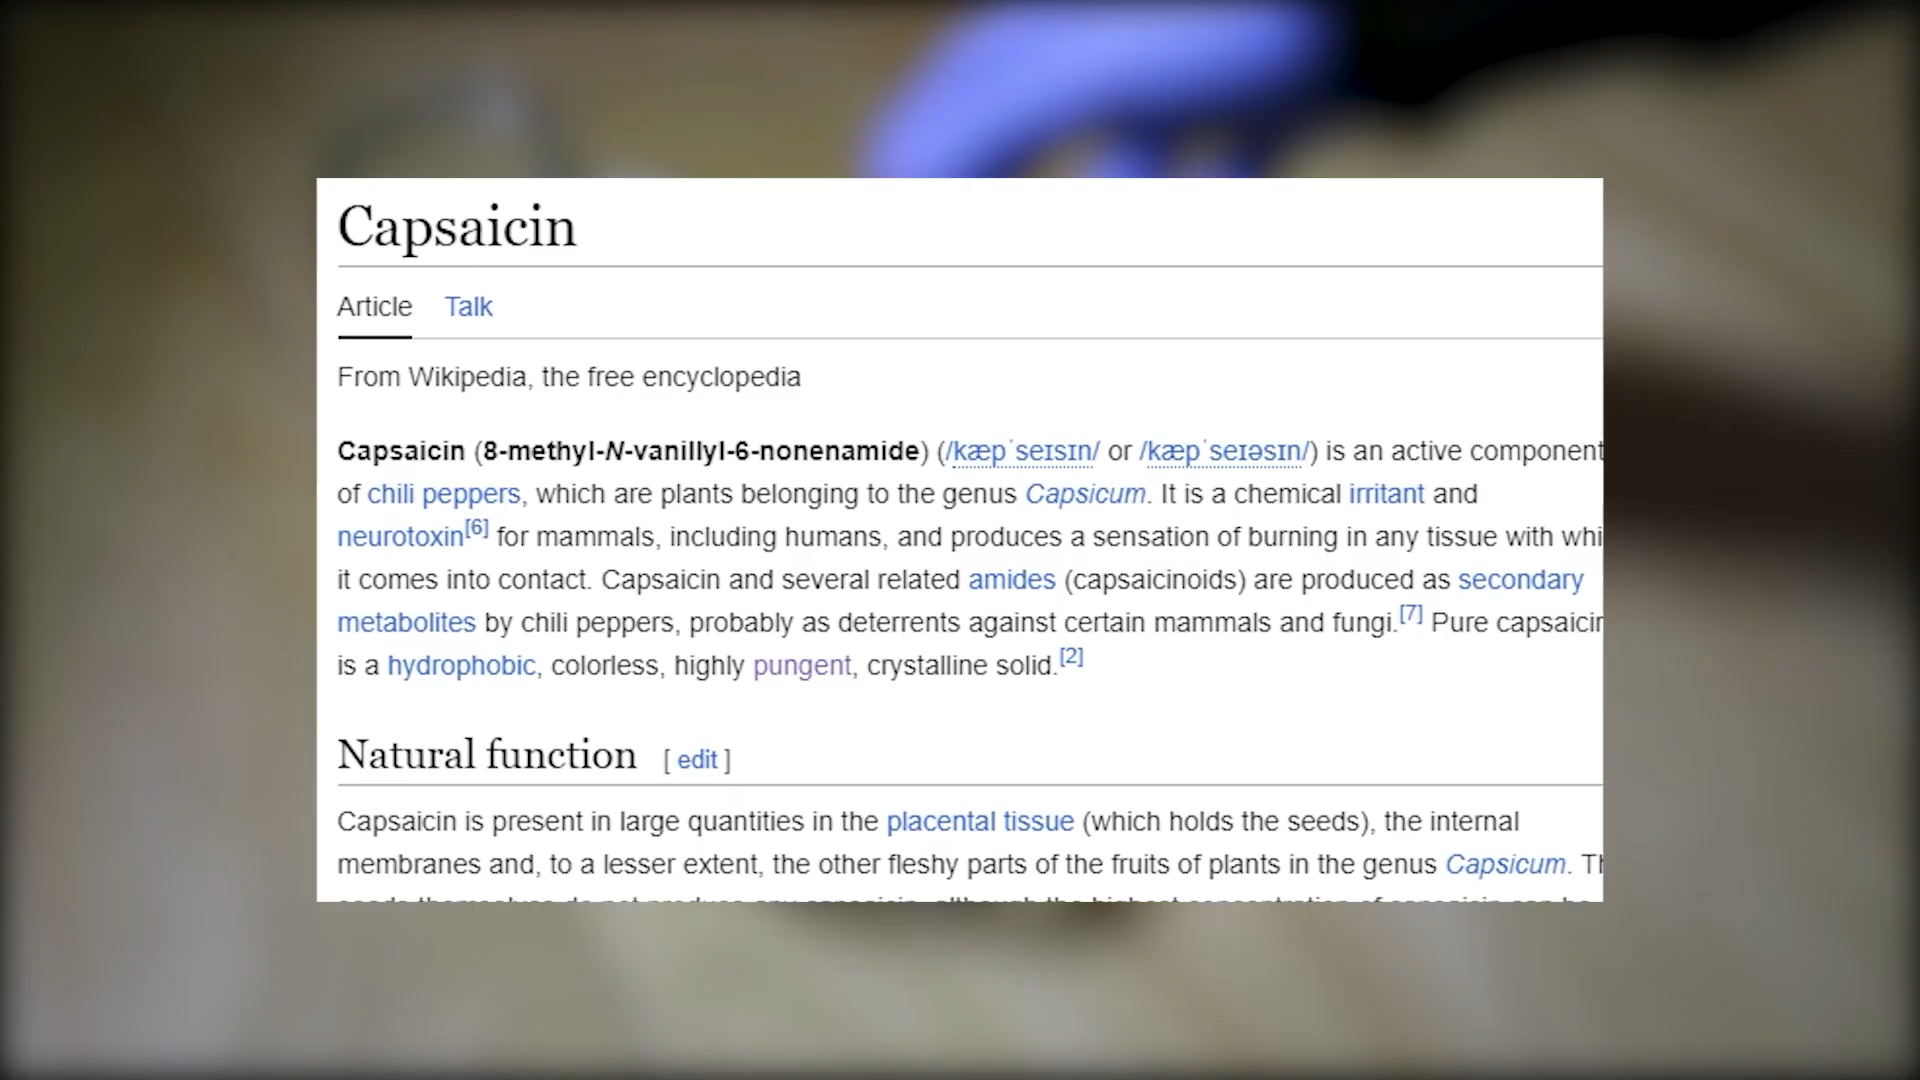 Capsaicin
Article Talk
From Wikipedia, the free encyclopedia
Capsaicin (8-methyl-N-vanillyl-6-nonenamide) (/kæpˈseɪsɪn/ or /kæpˈseɪəsɪn/) is an active component
of chili peppers, which are plants belonging to the genus Capsicum. It is a chemical irritant and
neurotoxin[6] for mammals, including humans, and produces a sensation of burning in any tissue with whi
it comes into contact. Capsaicin and several related amides (capsaicinoids) are produced as secondary
metabolites by chili peppers, probably as deterrents against certain mammals and fungi.[7] Pure capsaicin
is a hydrophobic, colorless, highly pungent, crystalline solid.[2]
Natural function [ edit ]
Capsaicin is present in large quantities in the placental tissue (which holds the seeds), the internal
membranes and, to a lesser extent, the other fleshy parts of the fruits of plants in the genus Capsicum. Th